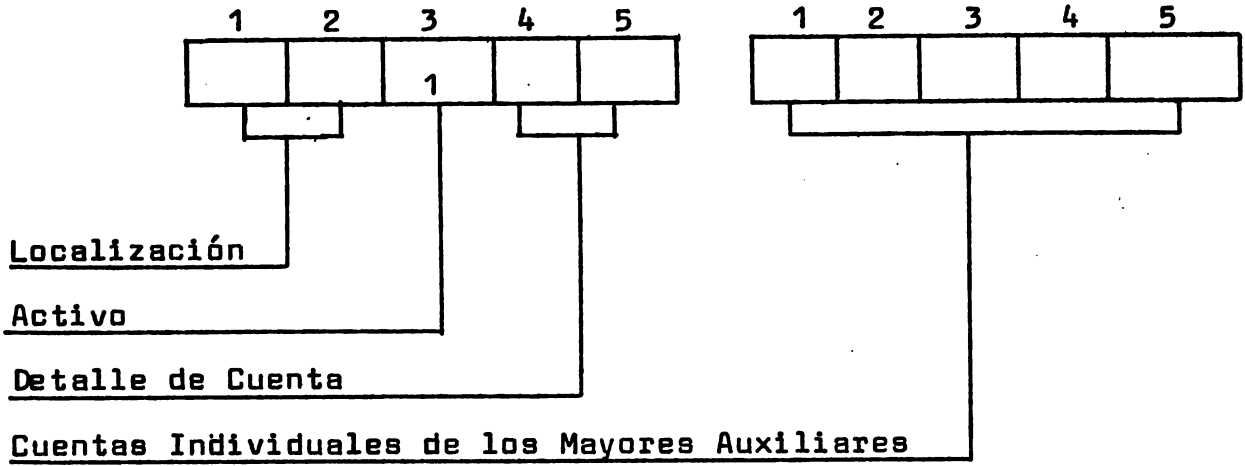 1 2 3 4 5 1 2 3 4 5
1
Localización
Activo
Detalle de Cuenta
Cuentas Individuales de los Mayores Auxiliares